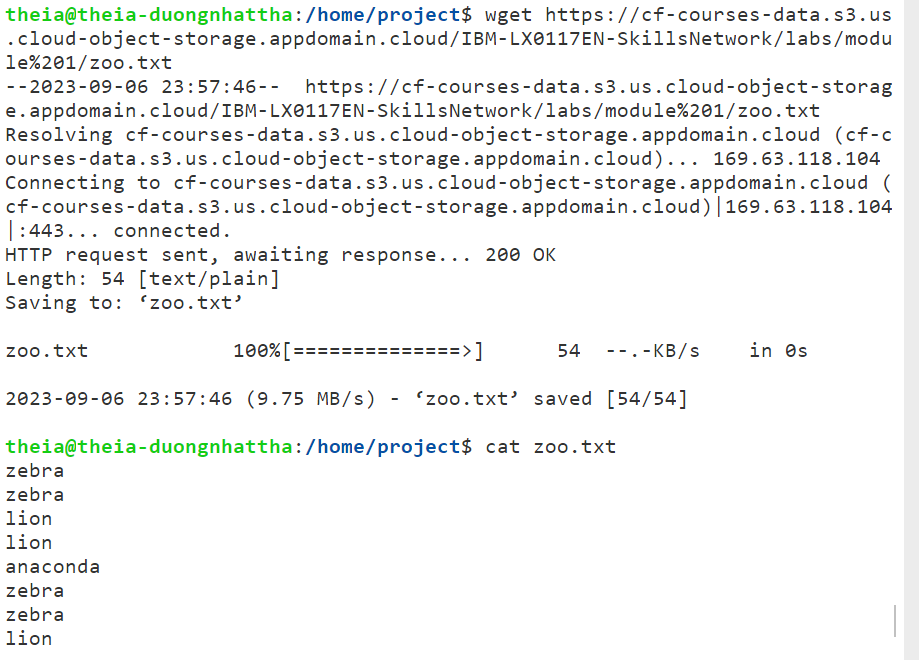 theia@theia-duongnhattha:/home/project$ wget https://cf-courses-data.s3.us
.cloud-object-storage.appdomain.cloud/IBM-LX0117EN-SkillsNetwork/labs/modu
le%201/zoo.txt
--2023-09-06 23:57:46--  https://cf-courses-data.s3.us.cloud-object-storag
e.appdomain.cloud/IBM-LX0117EN-SkillsNetwork/labs/module%201/zoo.txt
Resolving cf-courses-data.s3.us.cloud-object-storage.appdomain.cloud (cf-c
ourses-data.s3.us.cloud-object-storage.appdomain.cloud)... 169.63.118.104
Connecting to cf-courses-data.s3.us.cloud-object-storage.appdomain.cloud (
cf-courses-data.s3.us.cloud-object-storage.appdomain.cloud)|169.63.118.104
|:443... connected.
HTTP request sent, awaiting response... 200 OK
Length: 54 [text/plain]
Saving to: ‘zoo.txt’
zoo.txt            100%[==============>]      54  --.-KB/s    in 0s
2023-09-06 23:57:46 (9.75 MB/s) - ‘zoo.txt’ saved [54/54]
theia@theia-duongnhattha:/home/project$ cat zoo.txt
zebra
zebra
lion
lion
anaconda
zebra
zebra
lion